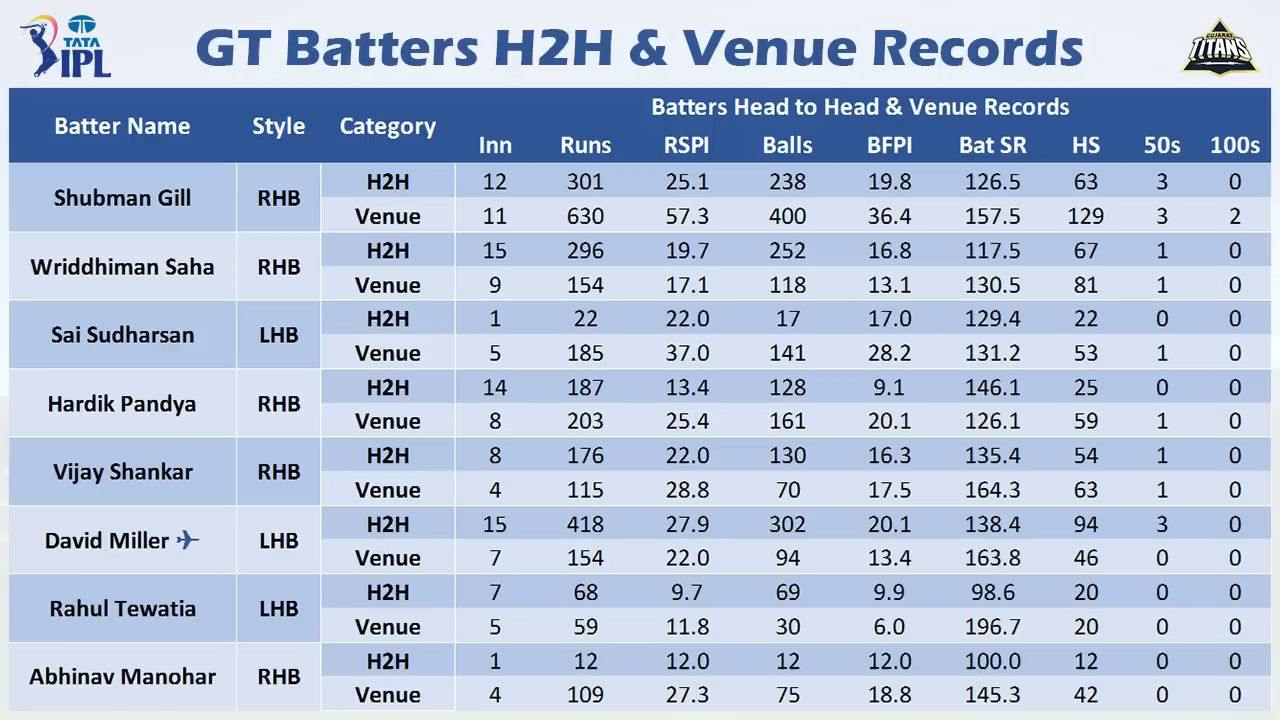 TATA
IPL
GT Batters H2H & Venue Records
GUJARAT
TITANS
Batter Name Style Category Batters Head to Head & Venue Records
Inn Runs RSPI Balls BFPI Bat SR HS 50s 100s
Shubman Gill RHB H2H 12 301 25.1 238 19.8 126.5 63 3 0
Venue 11 630 57.3 400 36.4 157.5 129 3 2
Wriddhiman Saha RHB H2H 15 296 19.7 252 16.8 117.5 67 1 0
Venue 9 154 17.1 118 13.1 130.5 81 1 0
Sai Sudharsan LHB H2H 1 22 22.0 17 17.0 129.4 22 0 0
Venue 5 185 37.0 141 28.2 131.2 53 1 0
Hardik Pandya RHB H2H 14 187 13.4 128 9.1 146.1 25 0 0
Venue 8 203 25.4 161 20.1 126.1 59 1 0
Vijay Shankar RHB H2H 8 176 22.0 130 16.3 135.4 54 1 0
Venue 4 115 28.8 70 17.5 164.3 63 1 0
David Miller LHB H2H 15 418 27.9 302 20.1 138.4 94 3 0
Venue 7 154 22.0 94 13.4 163.8 46 0 0
Rahul Tewatia LHB H2H 7 68 9.7 69 9.9 98.6 20 0 0
Venue 5 59 11.8 30 6.0 196.7 20 0 0
Abhinav Manohar RHB H2H 1 12 12.0 12 12.0 100.0 12 0 0
Venue 4 109 27.3 75 18.8 145.3 42 0 0